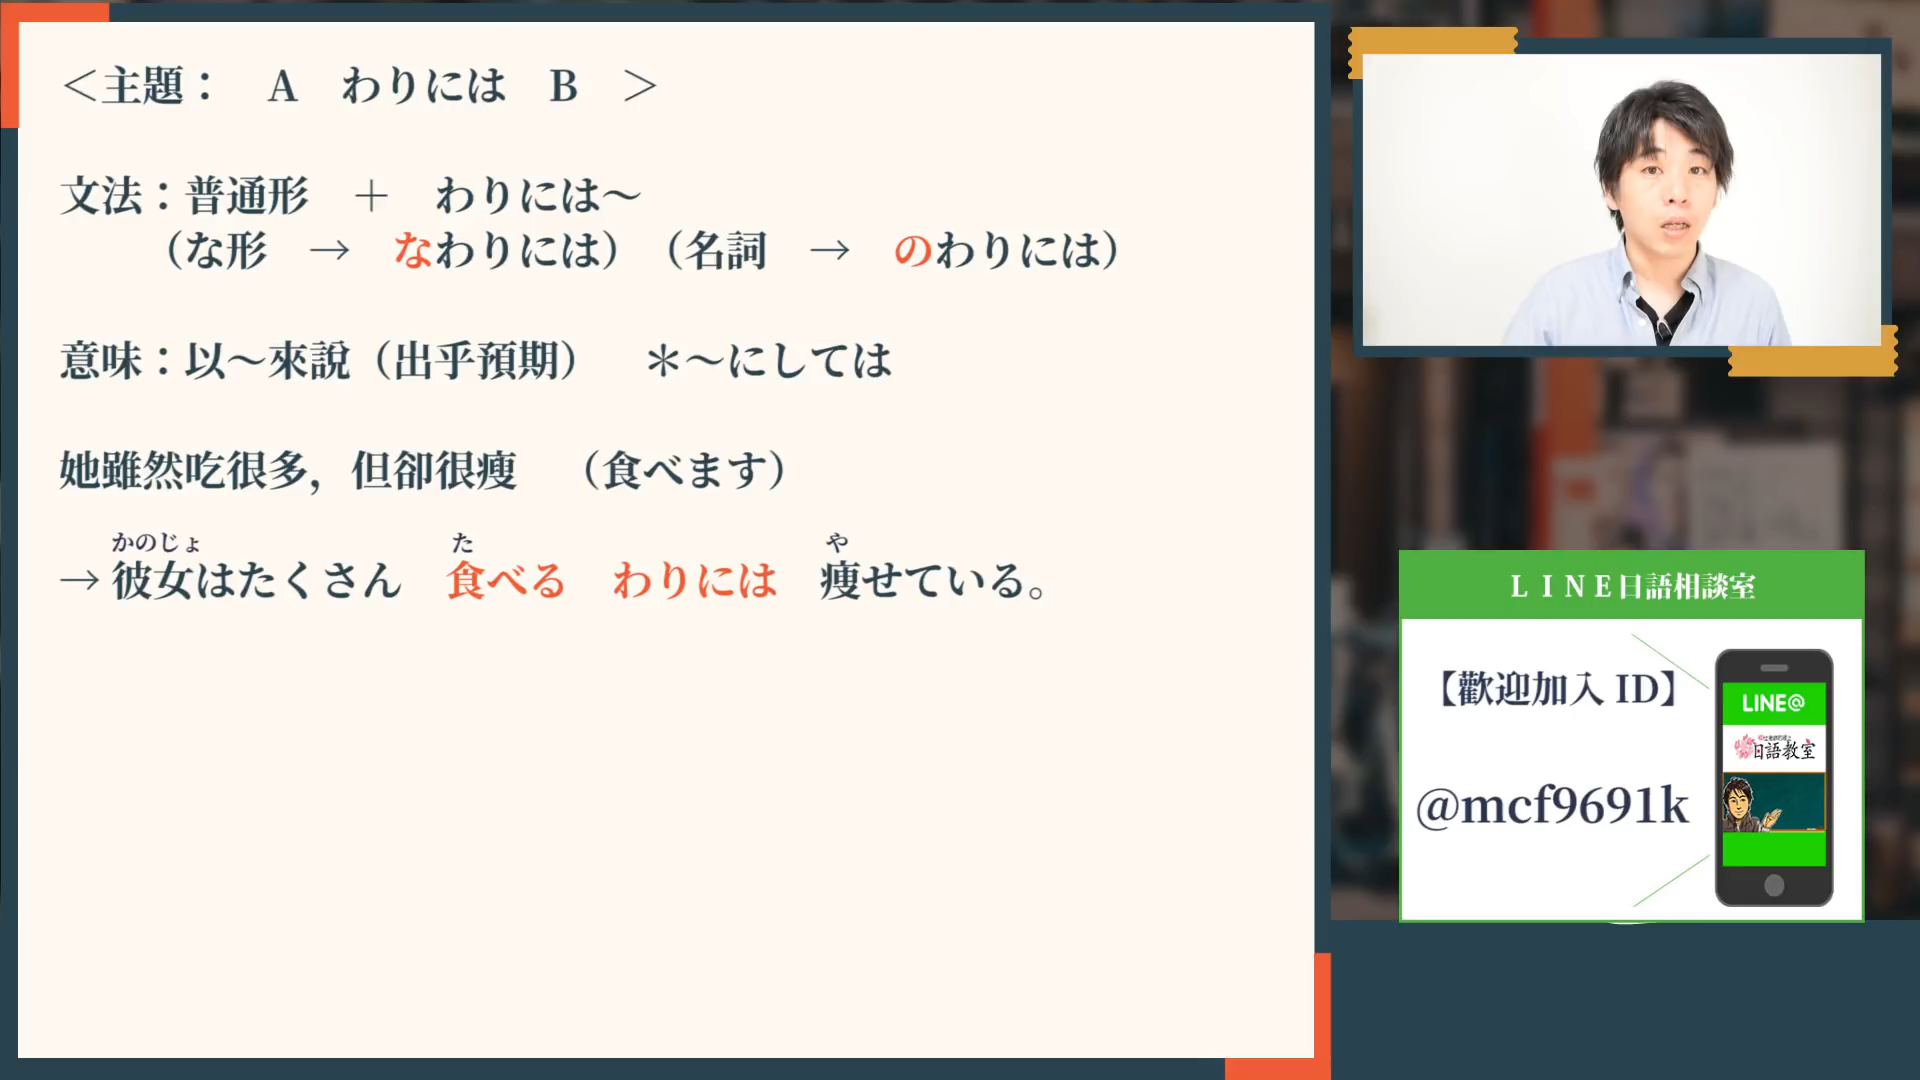 ＜主題：　A　わりには　B　＞
文法：普通形　＋　わりには～
（な形　→　なわりには）（名詞　→　のわりには）
意味：以～來說（出乎預期）　＊～にしては
她雖然吃很多，但卻很瘦　（食べます）
かのじょ　た　や
→ 彼女はたくさん　食べる　わりには　痩せている。
ＬＩＮＥ日語相談室
【歡迎加入 ID】
@mcf9691k
LINE@
日語教室